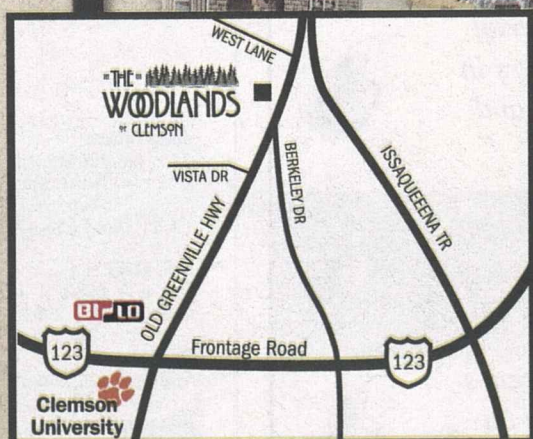 WEST LANE
THE
WOODLANDS
OF CLEMSON
VISTA DR
BERKELEY DR
ISSAQUEEENA TR
OLD GREENVILLE HWY
BI-LO
123
Frontage Road
123
Clemson
University